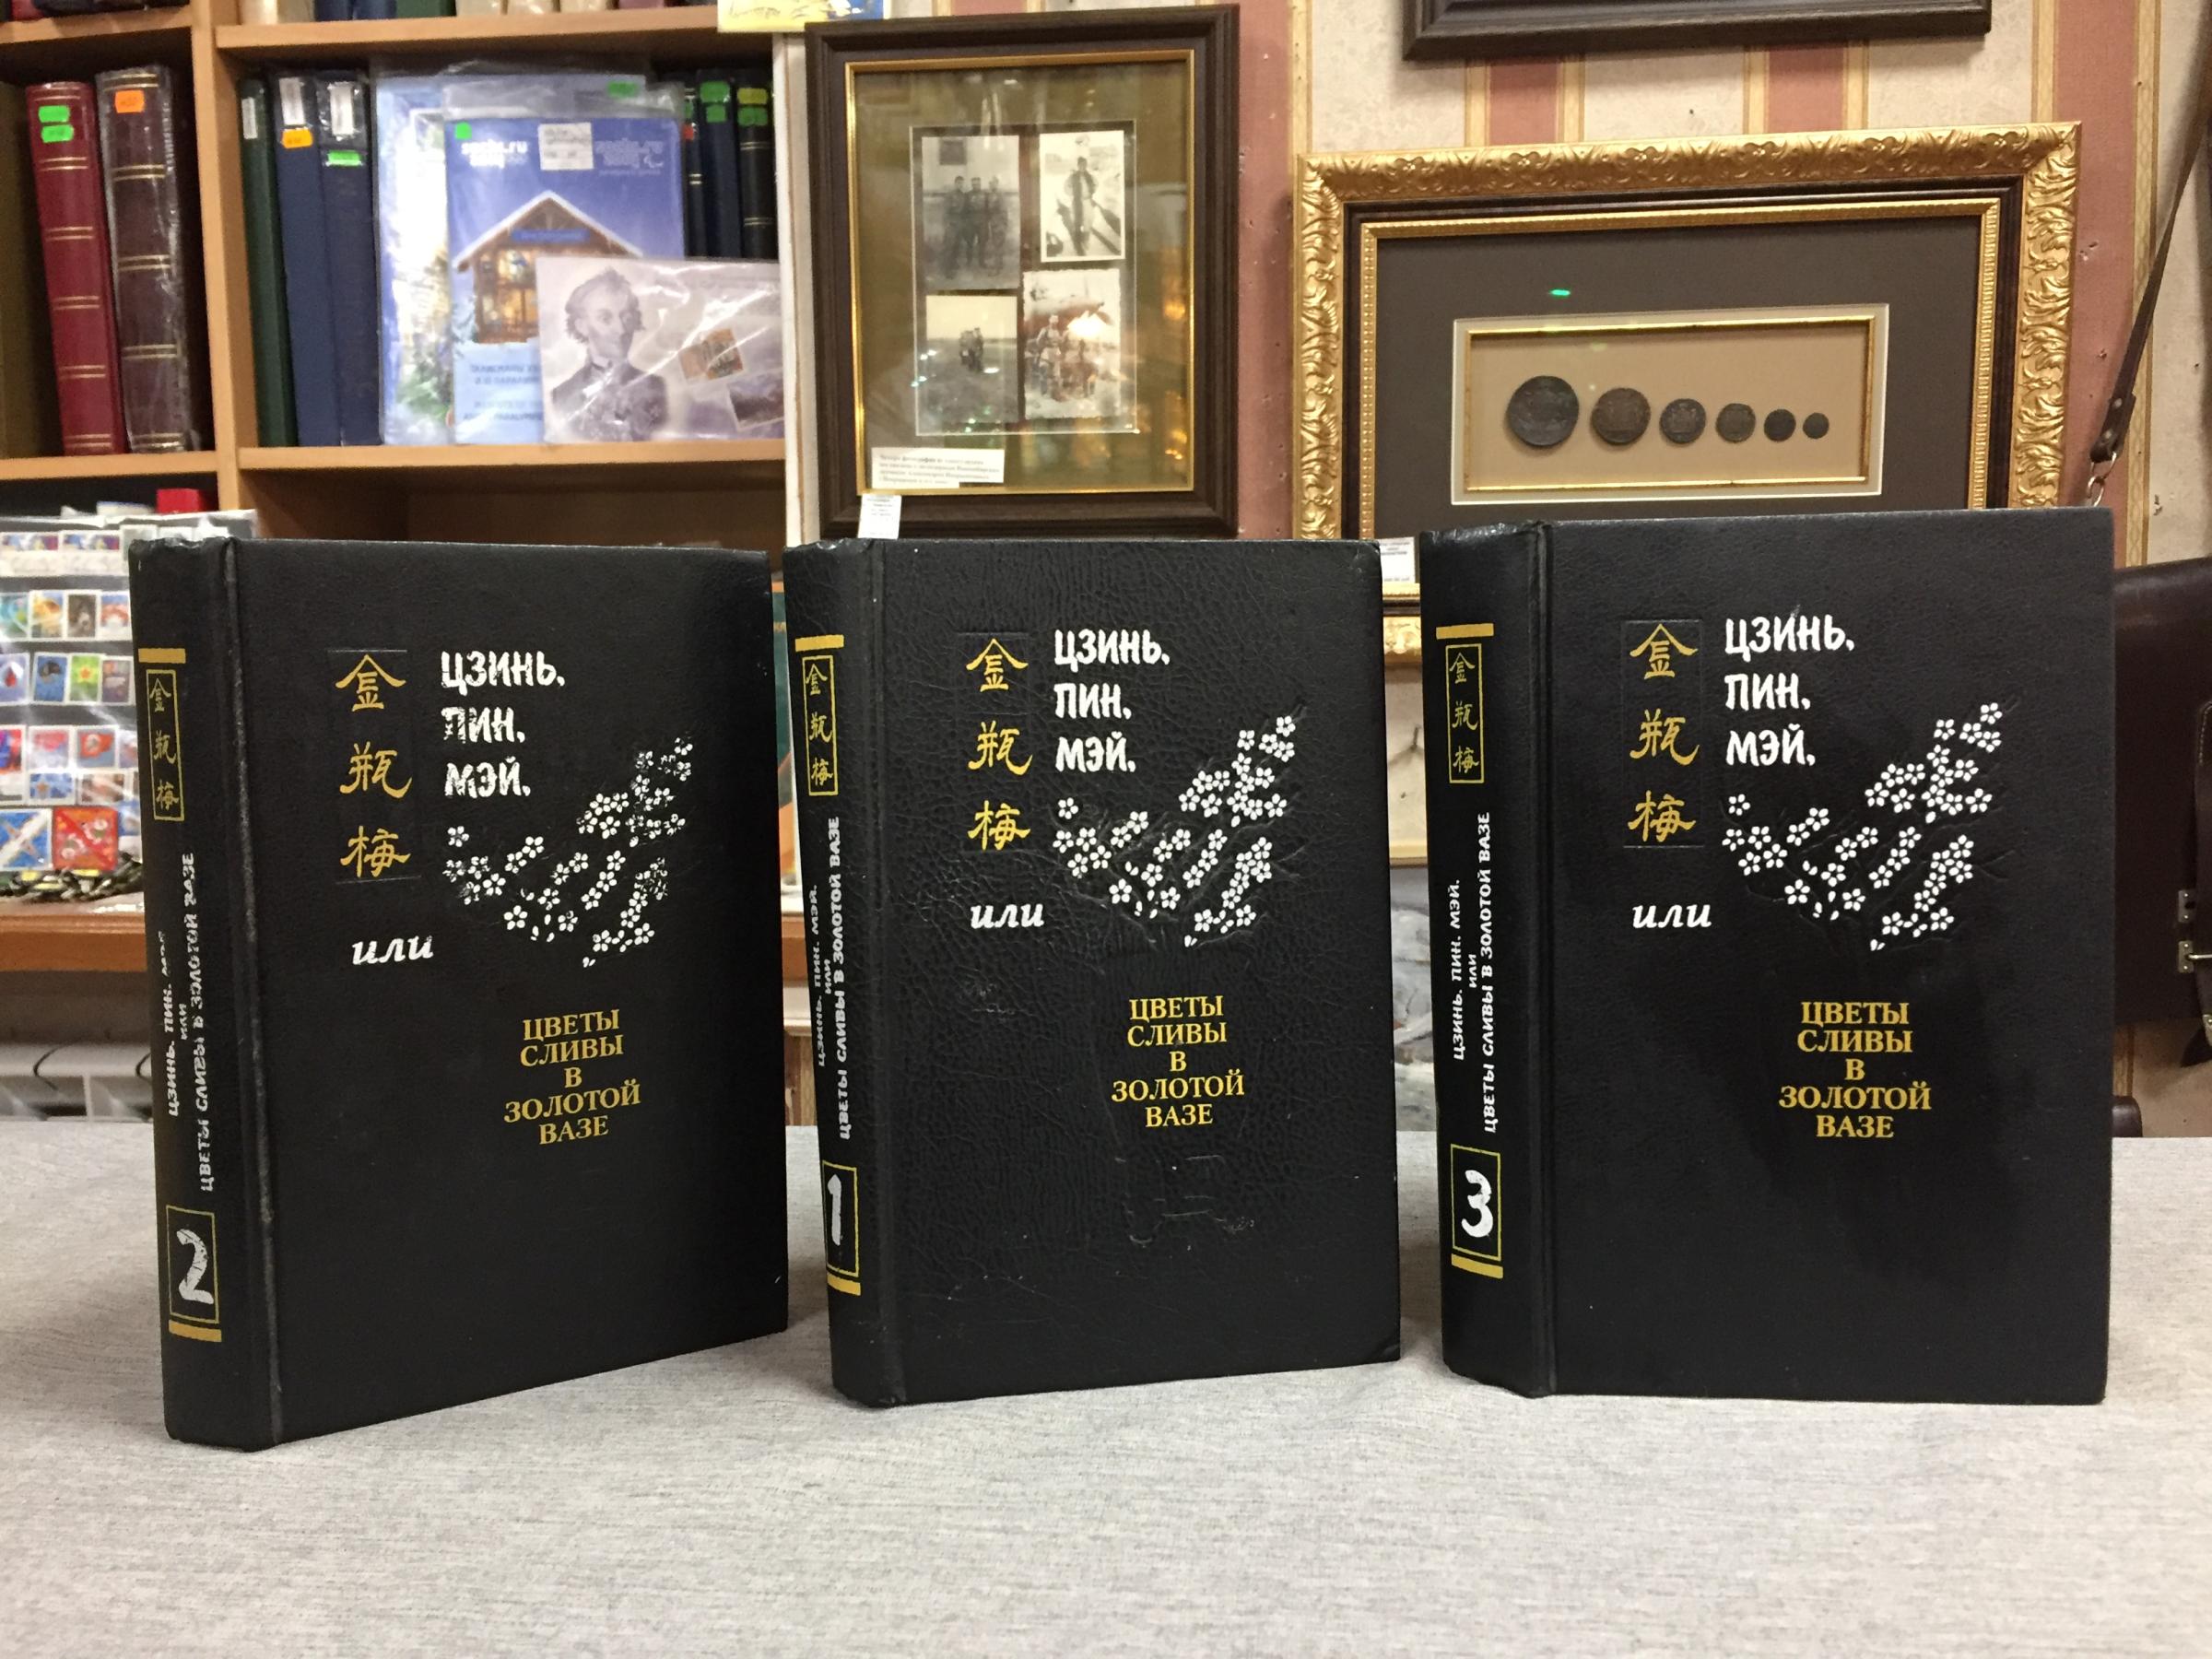 sochi.ru
金
瓶
梅
ЦЗИНЬ.
ПИН.
МЭЙ.
или
ЦВЕТЫ
СЛИВЫ
В
ЗОЛОТОЙ
ВАЗЕ
金
瓶
梅
ЦЗИНЬ. ПИН.
ИЛИ
ЦВЕТЫ СЛИВЫ В ЗОЛОТОЙ ВАЗЕ
2
金
瓶
梅
ЦЗИНЬ.
ПИН.
МЭЙ.
или
ЦВЕТЫ
СЛИВЫ
В
ЗОЛОТОЙ
ВАЗЕ
金
瓶
梅
ЦЗИНЬ. ПИН. МЭЙ.
ИЛИ
ЦВЕТЫ СЛИВЫ В ЗОЛОТОЙ ВАЗЕ
1
金
瓶
梅
ЦЗИНЬ.
ПИН.
МЭЙ.
или
ЦВЕТЫ
СЛИВЫ
В
ЗОЛОТОЙ
ВАЗЕ
金
瓶
梅
ЦЗИНЬ. ПИН. МЭЙ.
ИЛИ
ЦВЕТЫ СЛИВЫ В ЗОЛОТОЙ ВАЗЕ
3